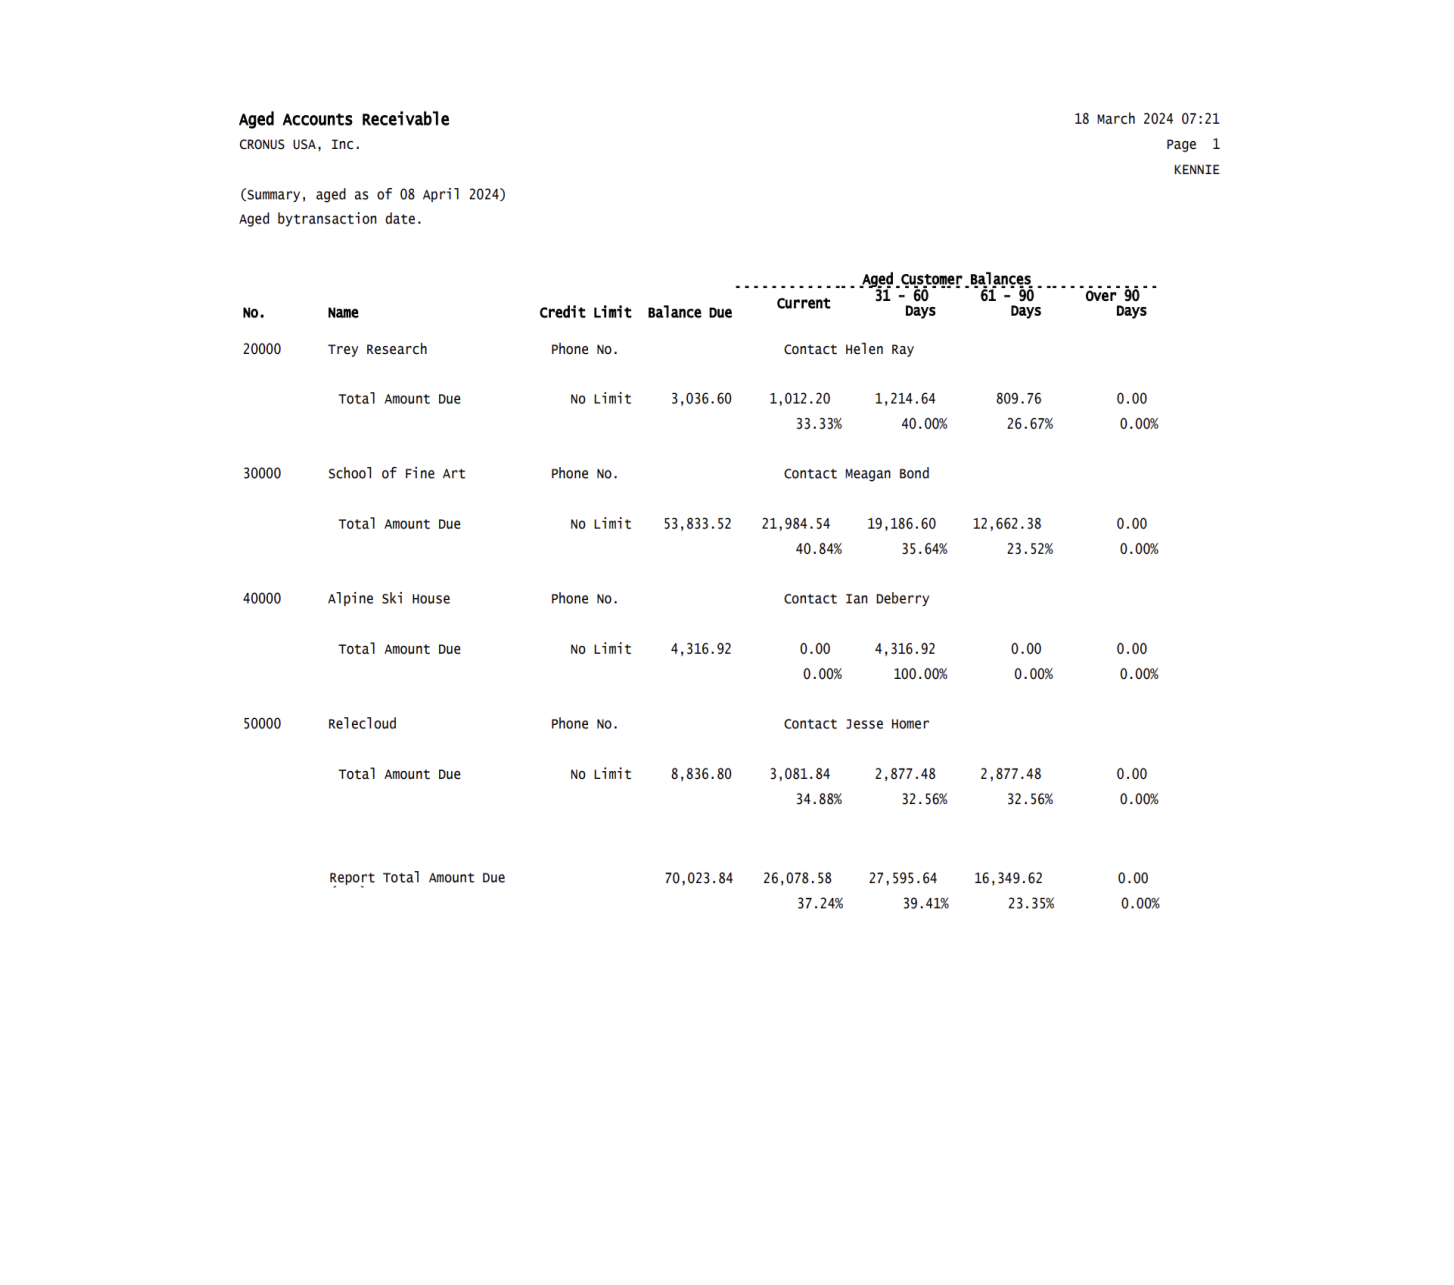 Aged Accounts Receivable 18 March 2024 07:21
CRONUS USA, Inc. Page 1
KENNIE
(Summary, aged as of 08 April 2024)
Aged bytransaction date.
Aged Customer Balances
No. Name Credit Limit Balance Due Current 31 - 60 Days 61 - 90 Days Over 90 Days
20000 Trey Research Phone No. Contact Helen Ray
Total Amount Due No Limit 3,036.60 1,012.20 1,214.64 809.76 0.00
33.33% 40.00% 26.67% 0.00%
30000 School of Fine Art Phone No. Contact Meagan Bond
Total Amount Due No Limit 53,833.52 21,984.54 19,186.60 12,662.38 0.00
40.84% 35.64% 23.52% 0.00%
40000 Alpine Ski House Phone No. Contact Ian Deberry
Total Amount Due No Limit 4,316.92 0.00 4,316.92 0.00 0.00
0.00% 100.00% 0.00% 0.00%
50000 Relecloud Phone No. Contact Jesse Homer
Total Amount Due No Limit 8,836.80 3,081.84 2,877.48 2,877.48 0.00
34.88% 32.56% 32.56% 0.00%
Report Total Amount Due 70,023.84 26,078.58 27,595.64 16,349.62 0.00
37.24% 39.41% 23.35% 0.00%